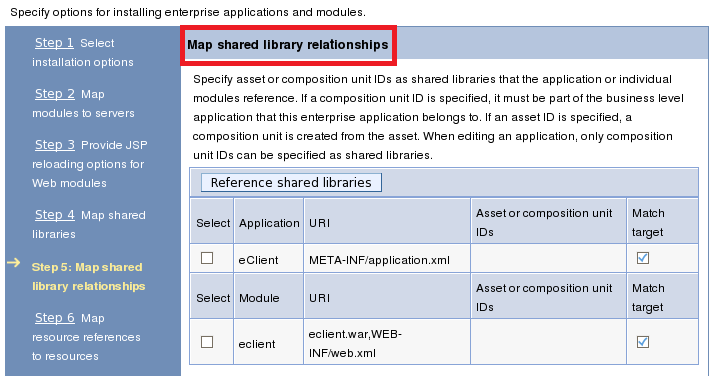 Specify options for installing enterprise applications and modules.
Step 1 Select
installation options
Step 2 Map
modules to servers
Step 3 Provide JSP
reloading options for
Web modules
Step 4 Map shared
libraries
Step 5: Map shared
library relationships
Step 6 Map
resource references
to resources
Map shared library relationships
Specify asset or composition unit IDs as shared libraries that the application or individual
modules reference. If a composition unit ID is specified, it must be part of the business level
application that this enterprise application belongs to. If an asset ID is specified, a
composition unit is created from the asset. When editing an application, only composition
unit IDs can be specified as shared libraries.
Reference shared libraries
Select Application URI Asset or composition unit IDs Match target
eClient META-INF/application.xml
Select Module URI Asset or composition unit IDs Match target
eclient eclient.war,WEB-INF/web.xml